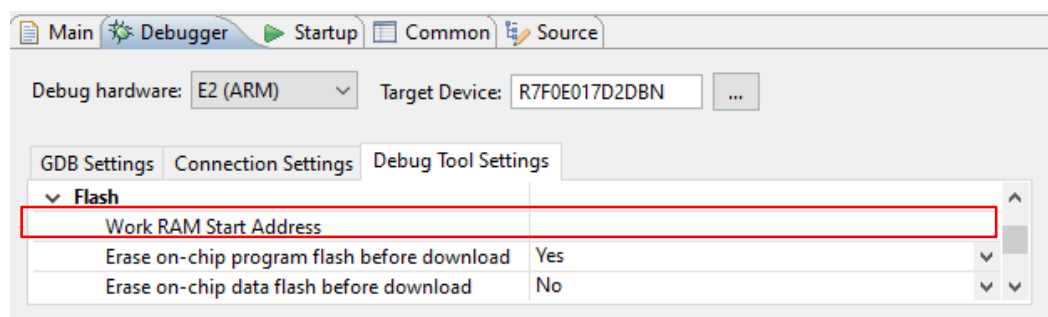 Main Debugger Startup Common Source
Debug hardware: E2 (ARM) Target Device: R7F0E017D2DBN ...
GDB Settings Connection Settings Debug Tool Settings
Flash
Work RAM Start Address
Erase on-chip program flash before download Yes
Erase on-chip data flash before download No